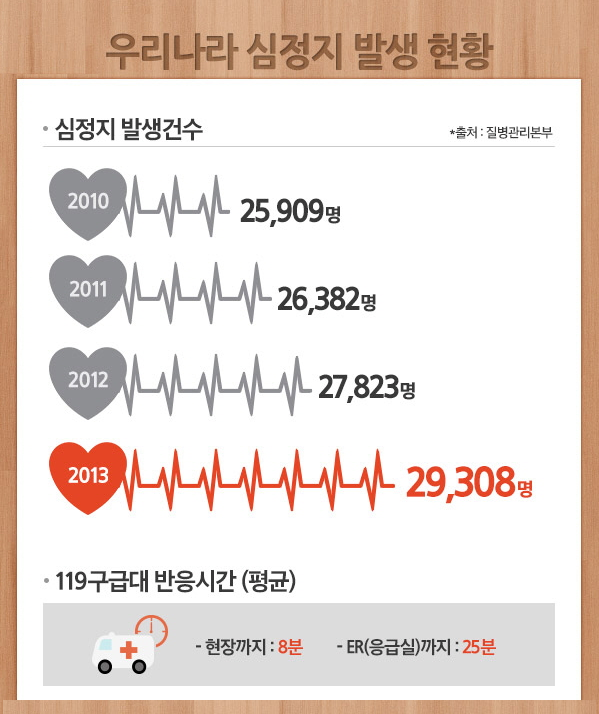 우리나라 심정지 발생 현황
• 심정지 발생건수
*출처 : 질병관리본부
2010 25,909명
2011 26,382명
2012 27,823명
2013 29,308명
• 119구급대 반응시간 (평균)
- 현장까지 : 8분 - ER(응급실)까지 : 25분